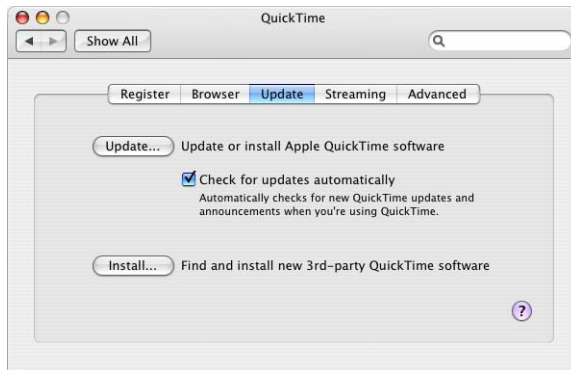 QuickTime
Show All
Register Browser Update Streaming Advanced
Update... Update or install Apple QuickTime software
Check for updates automatically
Automatically checks for new QuickTime updates and
announcements when you're using QuickTime.
Install... Find and install new 3rd-party QuickTime software
?